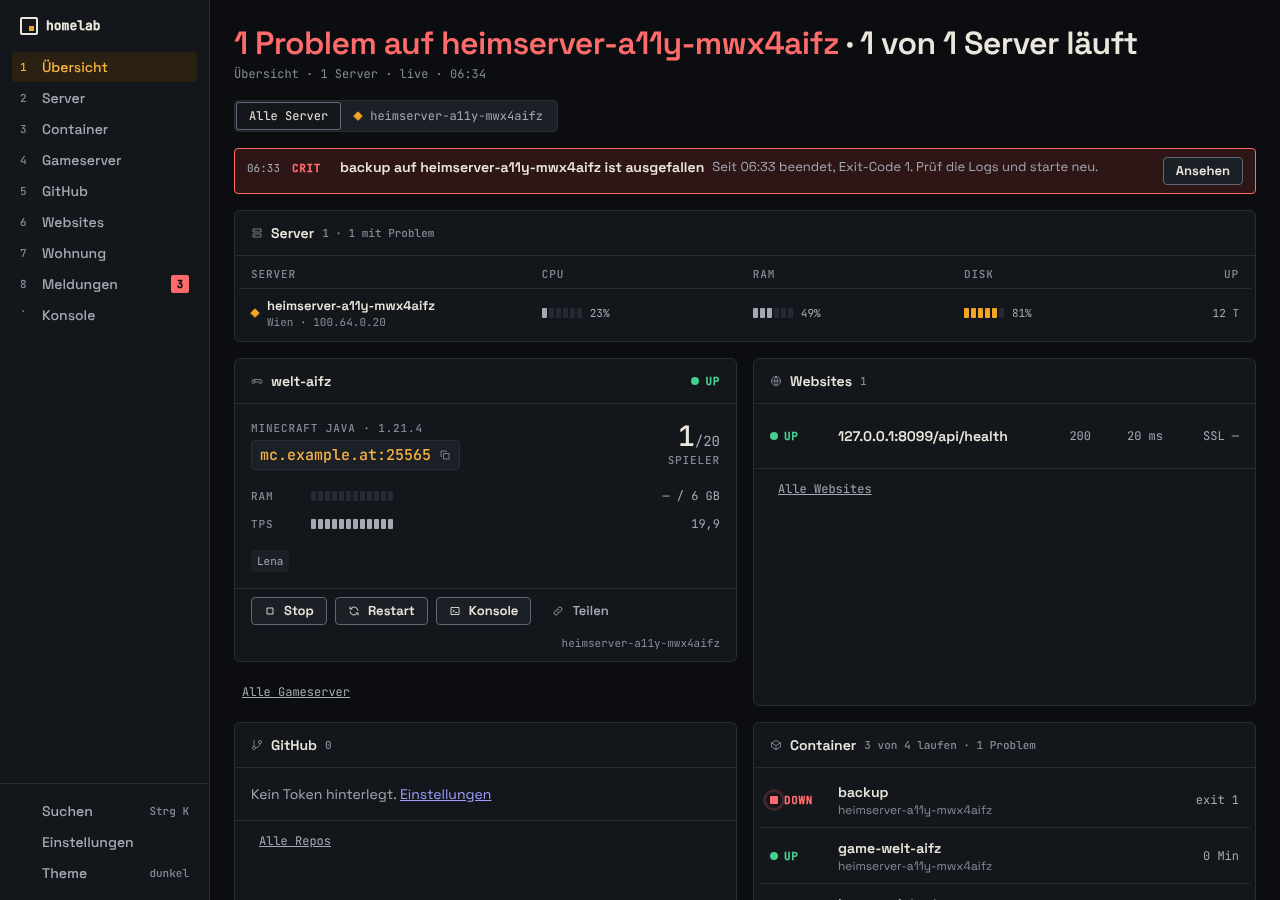 homelab
1 Übersicht
2 Server
3 Container
4 Gameserver
5 GitHub
6 Websites
7 Wohnung
8 Meldungen 3
` Konsole
Suchen Strg K
Einstellungen
Theme dunkel
1 Problem auf heimserver-a11y-mwx4aifz · 1 von 1 Server läuft
Übersicht · 1 Server · live · 06:34
Alle Server heimserver-a11y-mwx4aifz
06:33 CRIT backup auf heimserver-a11y-mwx4aifz ist ausgefallen Seit 06:33 beendet, Exit-Code 1. Prüf die Logs und starte neu. Ansehen
Server 1 · 1 mit Problem
SERVER CPU RAM DISK UP
heimserver-a11y-mwx4aifz 23% 49% 81% 12 T
Wien · 100.64.0.20
welt-aifz UP
MINECRAFT JAVA · 1.21.4
mc.example.at:25565
1/20
SPIELER
RAM — / 6 GB
TPS 19,9
Lena
Stop Restart Konsole Teilen
heimserver-a11y-mwx4aifz
Alle Gameserver
Websites 1
UP 127.0.0.1:8099/api/health 200 20 ms SSL —
Alle Websites
GitHub 0
Kein Token hinterlegt. Einstellungen
Alle Repos
Container 3 von 4 laufen · 1 Problem
DOWN backup exit 1
heimserver-a11y-mwx4aifz
UP game-welt-aifz 0 Min
heimserver-a11y-mwx4aifz